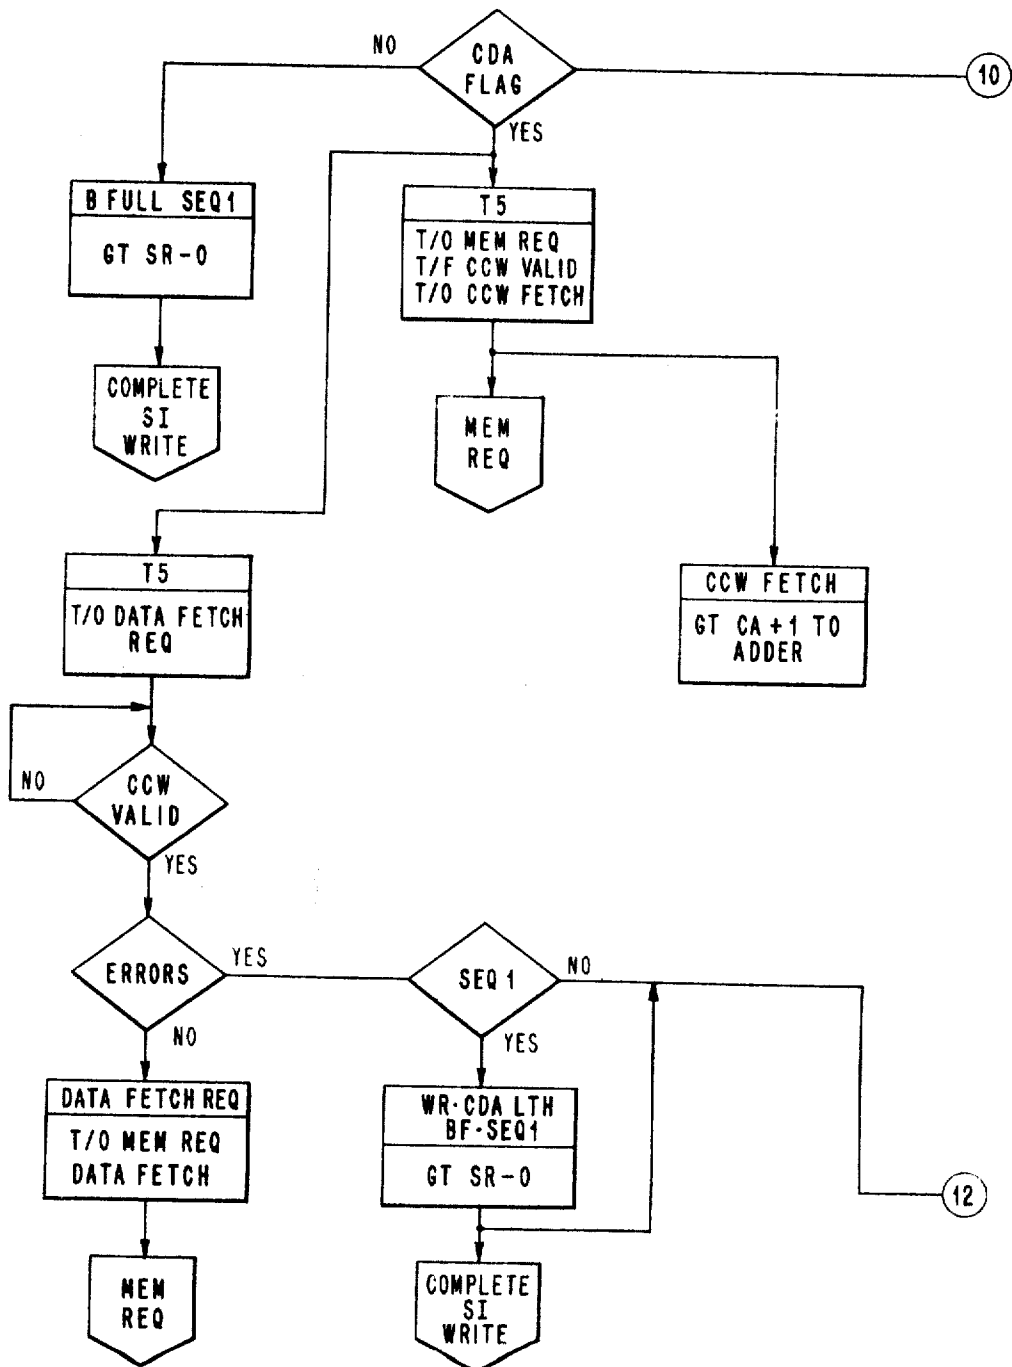 NO
CDA
FLAG
10
YES
B FULL SEQ1
GT SR-0
T5
T/O MEM REQ
T/F CCW VALID
T/O CCW FETCH
COMPLETE
SI
WRITE
MEM
REQ
T5
T/O DATA FETCH
REQ
CCW FETCH
GT CA+1 TO
ADDER
NO
CCW
VALID
YES
ERRORS
YES
SEQ 1
NO
NO
YES
DATA FETCH REQ
T/O MEM REQ
DATA FETCH
WR·CDA LTH
BF·SEQ1
GT SR-0
12
MEM
REQ
COMPLETE
SI
WRITE